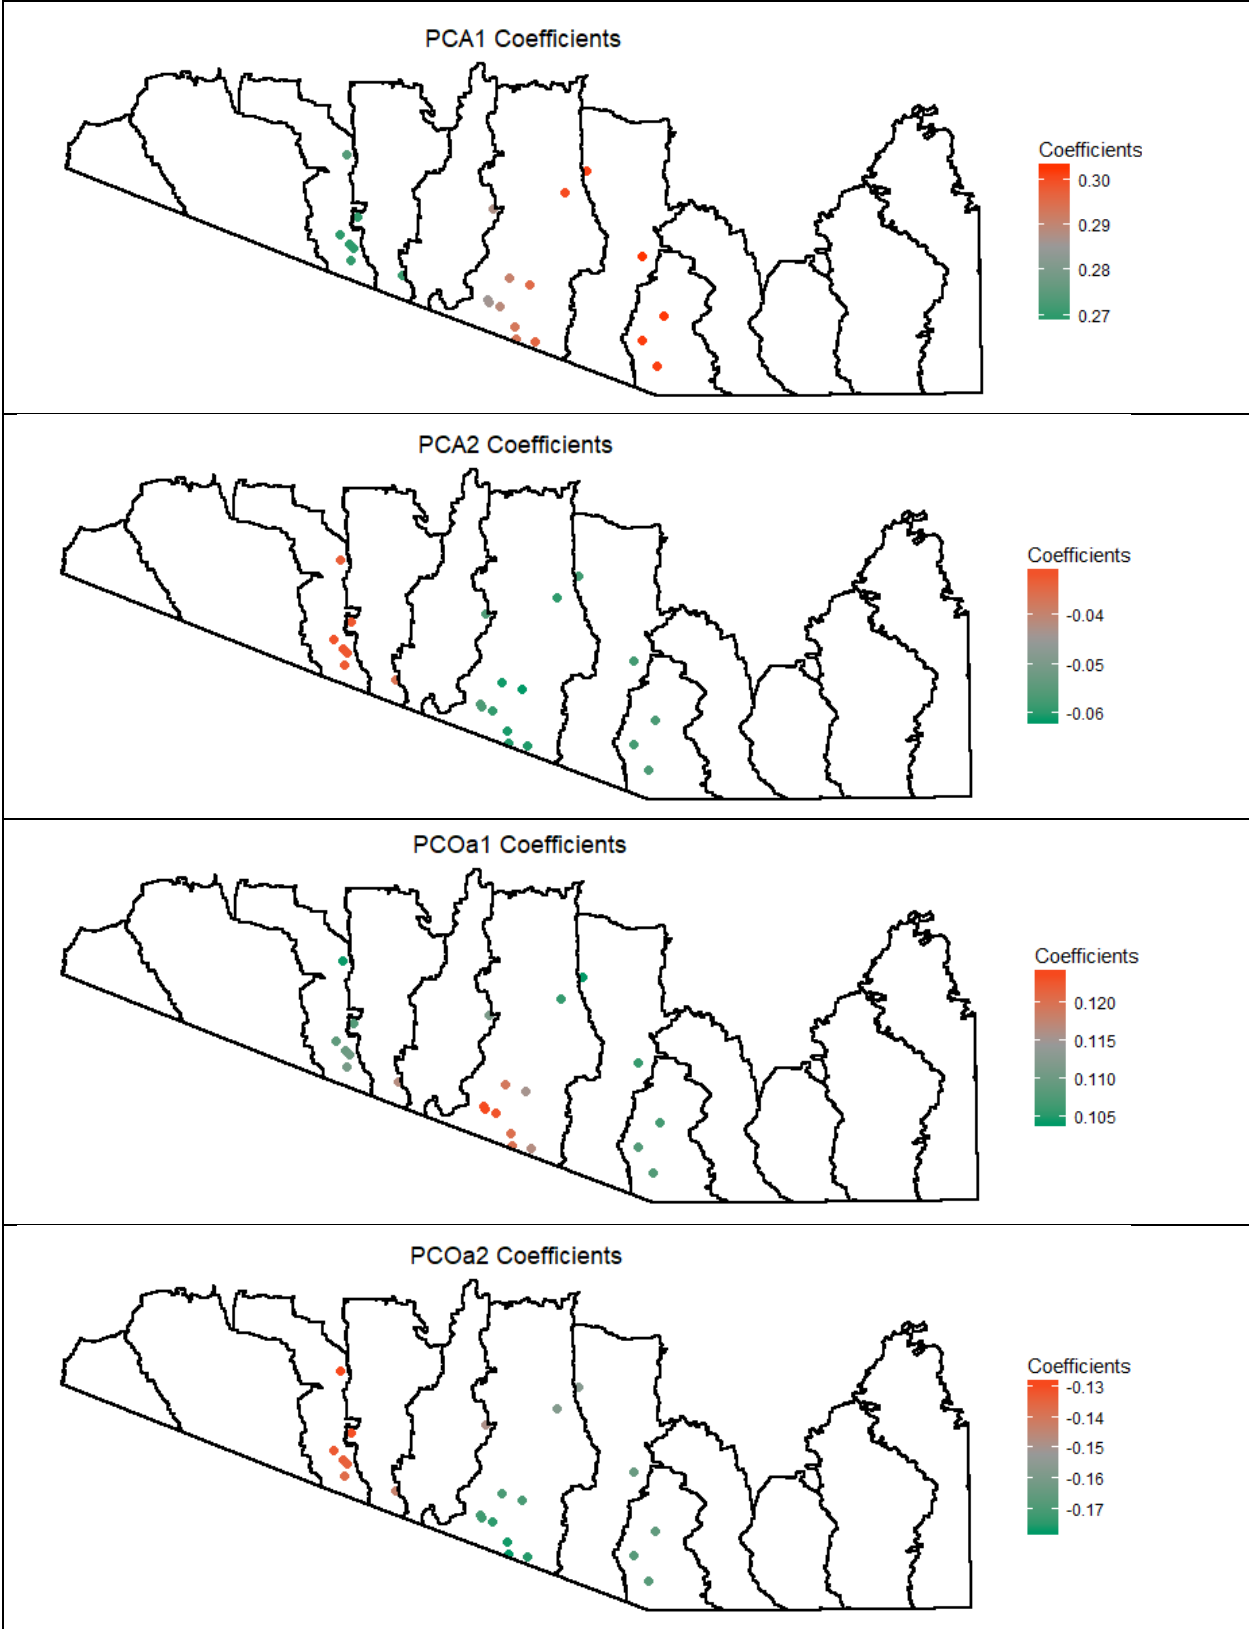 PCA1 Coefficients
Coefficients
0.30
0.29
0.28
0.27
PCA2 Coefficients
Coefficients
-0.04
-0.05
-0.06
PCOa1 Coefficients
Coefficients
0.120
0.115
0.110
0.105
PCOa2 Coefficients
Coefficients
-0.13
-0.14
-0.15
-0.16
-0.17